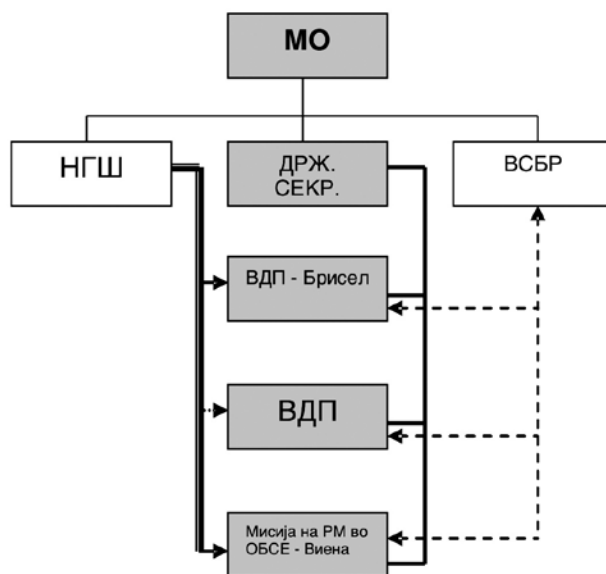 МО
НГШ
ДРЖ.
СЕКР.
ВСБР
ВДП - Брисел
ВДП
Мисија на РМ во
ОБСЕ - Виена